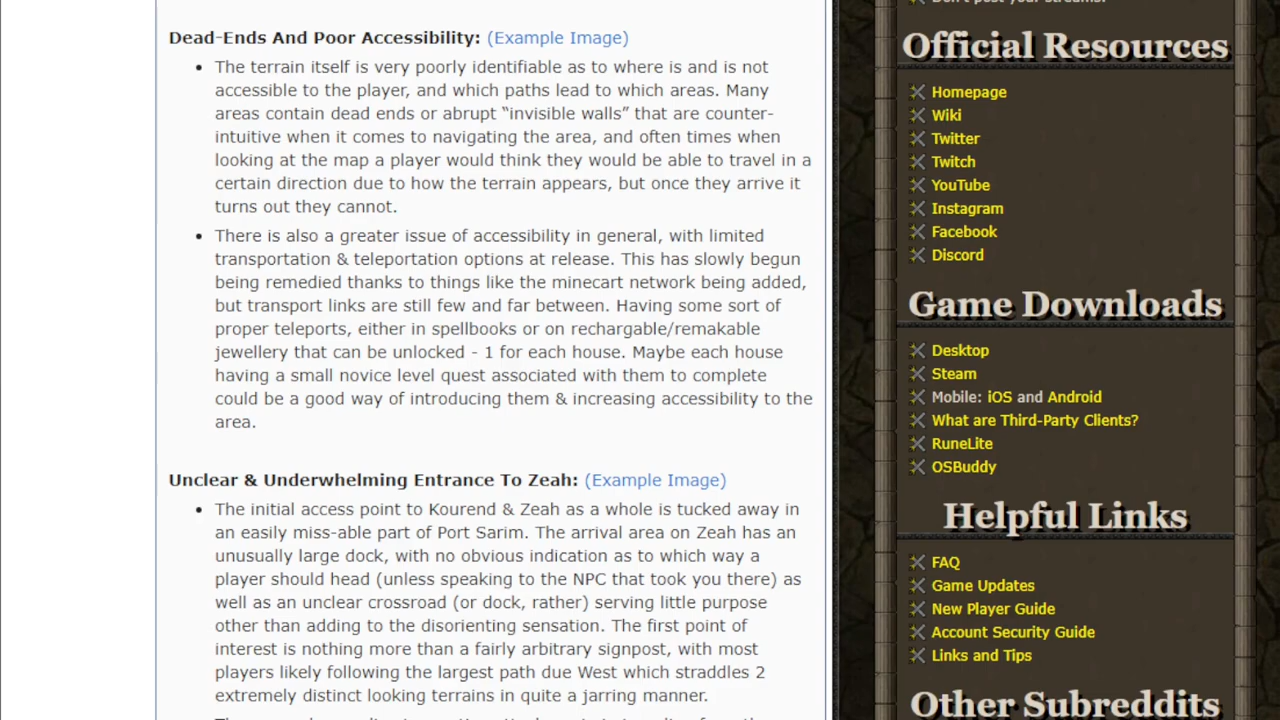 Dead-Ends And Poor Accessibility: (Example Image)
The terrain itself is very poorly identifiable as to where is and is not
accessible to the player, and which paths lead to which areas. Many
areas contain dead ends or abrupt “invisible walls” that are counter-
intuitive when it comes to navigating the area, and often times when
looking at the map a player would think they would be able to travel in a
certain direction due to how the terrain appears, but once they arrive it
turns out they cannot.
There is also a greater issue of accessibility in general, with limited
transportation & teleportation options at release. This has slowly begun
being remedied thanks to things like the minecart network being added,
but transport links are still few and far between. Having some sort of
proper teleports, either in spellbooks or on rechargable/remakable
jewellery that can be unlocked - 1 for each house. Maybe each house
having a small novice level quest associated with them to complete
could be a good way of introducing them & increasing accessibility to the
area.
Unclear & Underwhelming Entrance To Zeah: (Example Image)
The initial access point to Kourend & Zeah as a whole is tucked away in
an easily miss-able part of Port Sarim. The arrival area on Zeah has an
unusually large dock, with no obvious indication as to which way a
player should head (unless speaking to the NPC that took you there) as
well as an unclear crossroad (or dock, rather) serving little purpose
other than adding to the disorienting sensation. The first point of
interest is nothing more than a fairly arbitrary signpost, with most
players likely following the largest path due West which straddles 2
extremely distinct looking terrains in quite a jarring manner.
Don't post your streams.
Official Resources
Homepage
Wiki
Twitter
Twitch
YouTube
Instagram
Facebook
Discord
Game Downloads
Desktop
Steam
Mobile: iOS and Android
What are Third-Party Clients?
RuneLite
OSBuddy
Helpful Links
FAQ
Game Updates
New Player Guide
Account Security Guide
Links and Tips
Other Subreddits